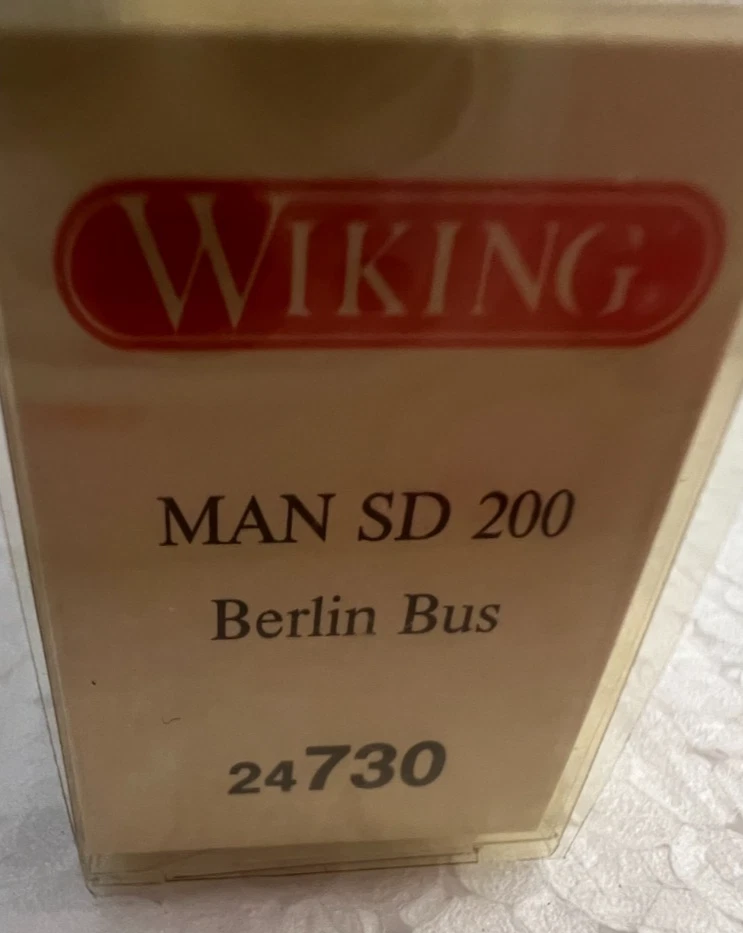 WIKING
MAN SD 200
Berlin Bus
24730